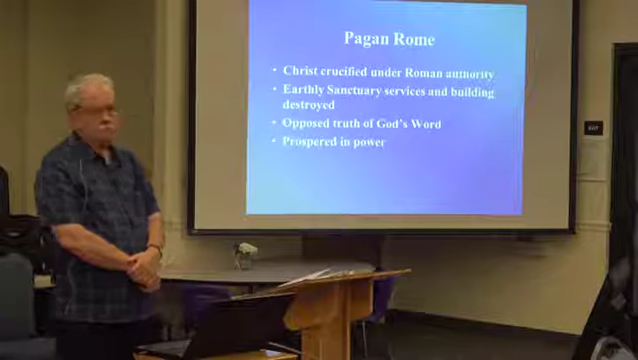 Pagan Rome
• Christ crucified under Roman authority
• Earthly Sanctuary services and building
destroyed
• Opposed truth of God's Word
• Prospered in power
EXIT